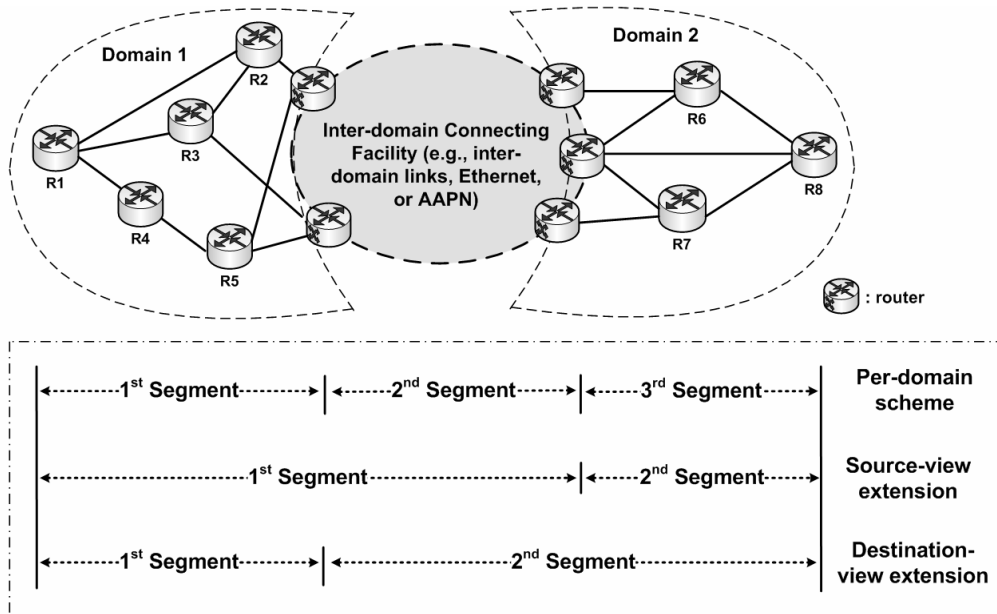 Domain 1
Domain 2
R2
R6
R3
R1
R8
Inter-domain Connecting
Facility (e.g., inter-
domain links, Ethernet,
or AAPN)
R4
R7
R5
: router
1st Segment
2nd Segment
3rd Segment
Per-domain
scheme
1st Segment
2nd Segment
Source-view
extension
1st Segment
2nd Segment
Destination-
view extension